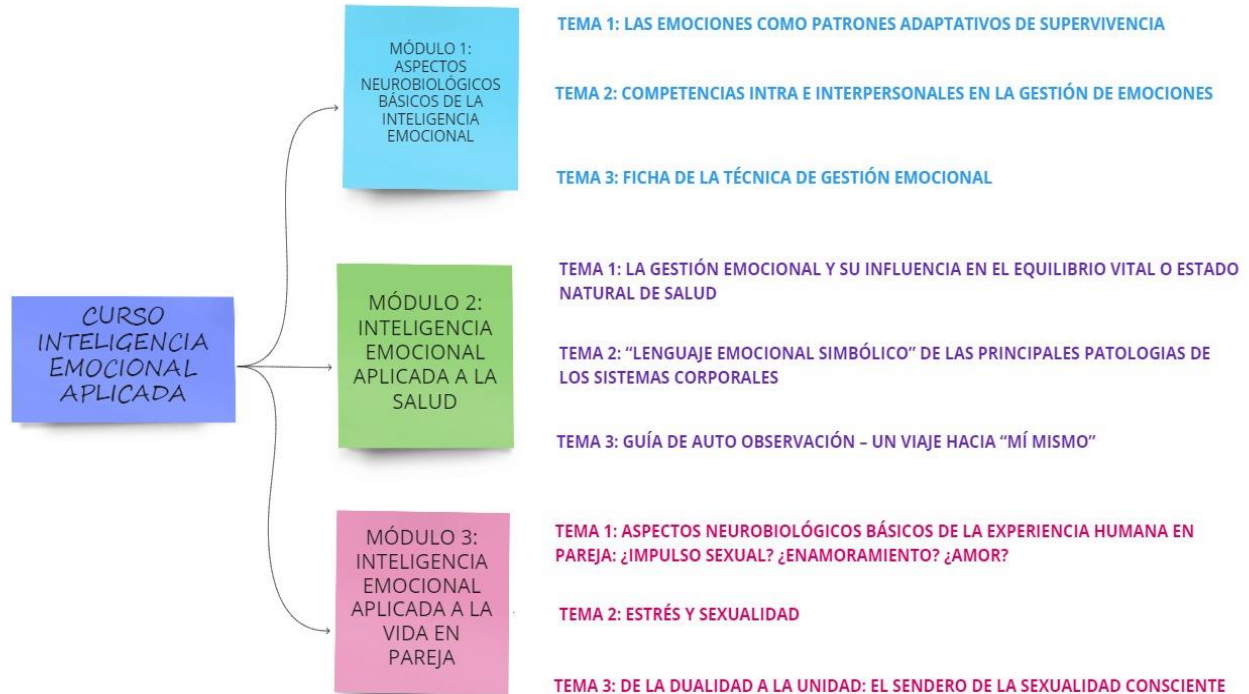 CURSO
INTELIGENCIA
EMOCIONAL
APLICADA
MÓDULO 1:
ASPECTOS
NEUROBIOLÓGICOS
BÁSICOS DE LA
INTELIGENCIA
EMOCIONAL
TEMA 1: LAS EMOCIONES COMO PATRONES ADAPTATIVOS DE SUPERVIVENCIA
TEMA 2: COMPETENCIAS INTRA E INTERPERSONALES EN LA GESTIÓN DE EMOCIONES
TEMA 3: FICHA DE LA TÉCNICA DE GESTIÓN EMOCIONAL
MÓDULO 2:
INTELIGENCIA
EMOCIONAL
APLICADA A LA
SALUD
TEMA 1: LA GESTIÓN EMOCIONAL Y SU INFLUENCIA EN EL EQUILIBRIO VITAL O ESTADO
NATURAL DE SALUD
TEMA 2: “LENGUAJE EMOCIONAL SIMBÓLICO” DE LAS PRINCIPALES PATOLOGIAS DE
LOS SISTEMAS CORPORALES
TEMA 3: GUÍA DE AUTO OBSERVACIÓN – UN VIAJE HACIA “MÍ MISMO”
MÓDULO 3:
INTELIGENCIA
EMOCIONAL
APLICADA A LA
VIDA EN
PAREJA
TEMA 1: ASPECTOS NEUROBIOLÓGICOS BÁSICOS DE LA EXPERIENCIA HUMANA EN
PAREJA: ¿IMPULSO SEXUAL? ¿ENAMORAMIENTO? ¿AMOR?
TEMA 2: ESTRÉS Y SEXUALIDAD
TEMA 3: DE LA DUALIDAD A LA UNIDAD: EL SENDERO DE LA SEXUALIDAD CONSCIENTE